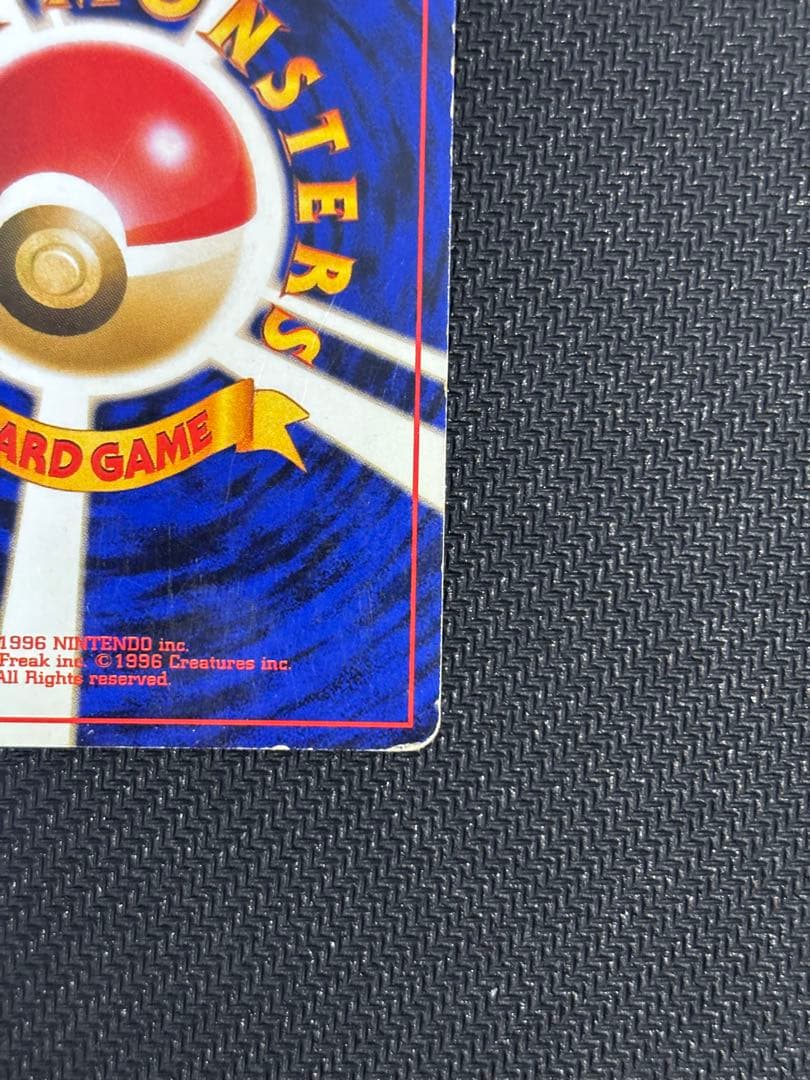 MONSTERS
ARD GAME
1996 NINTENDO inc.
Freak inc. ©1996 Creatures inc.
All Rights reserved.